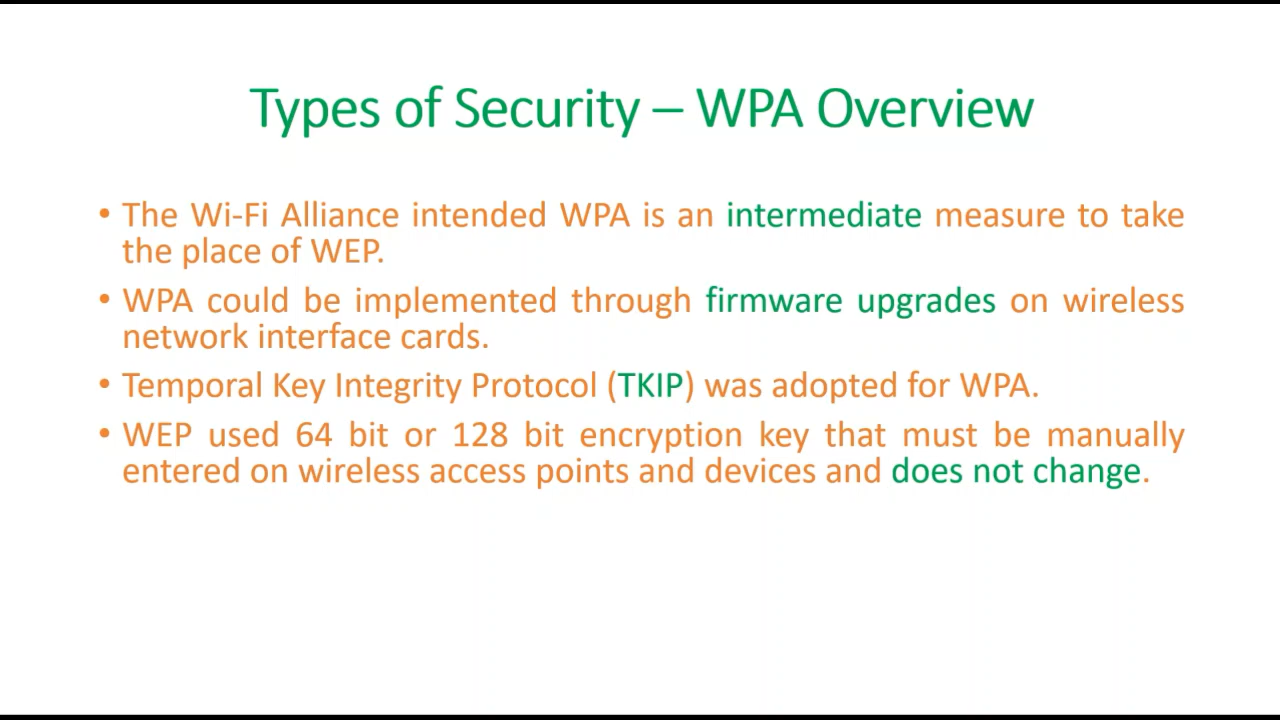 Types of Security – WPA Overview
• The Wi-Fi Alliance intended WPA is an intermediate measure to take
the place of WEP.
• WPA could be implemented through firmware upgrades on wireless
network interface cards.
• Temporal Key Integrity Protocol (TKIP) was adopted for WPA.
• WEP used 64 bit or 128 bit encryption key that must be manually
entered on wireless access points and devices and does not change.